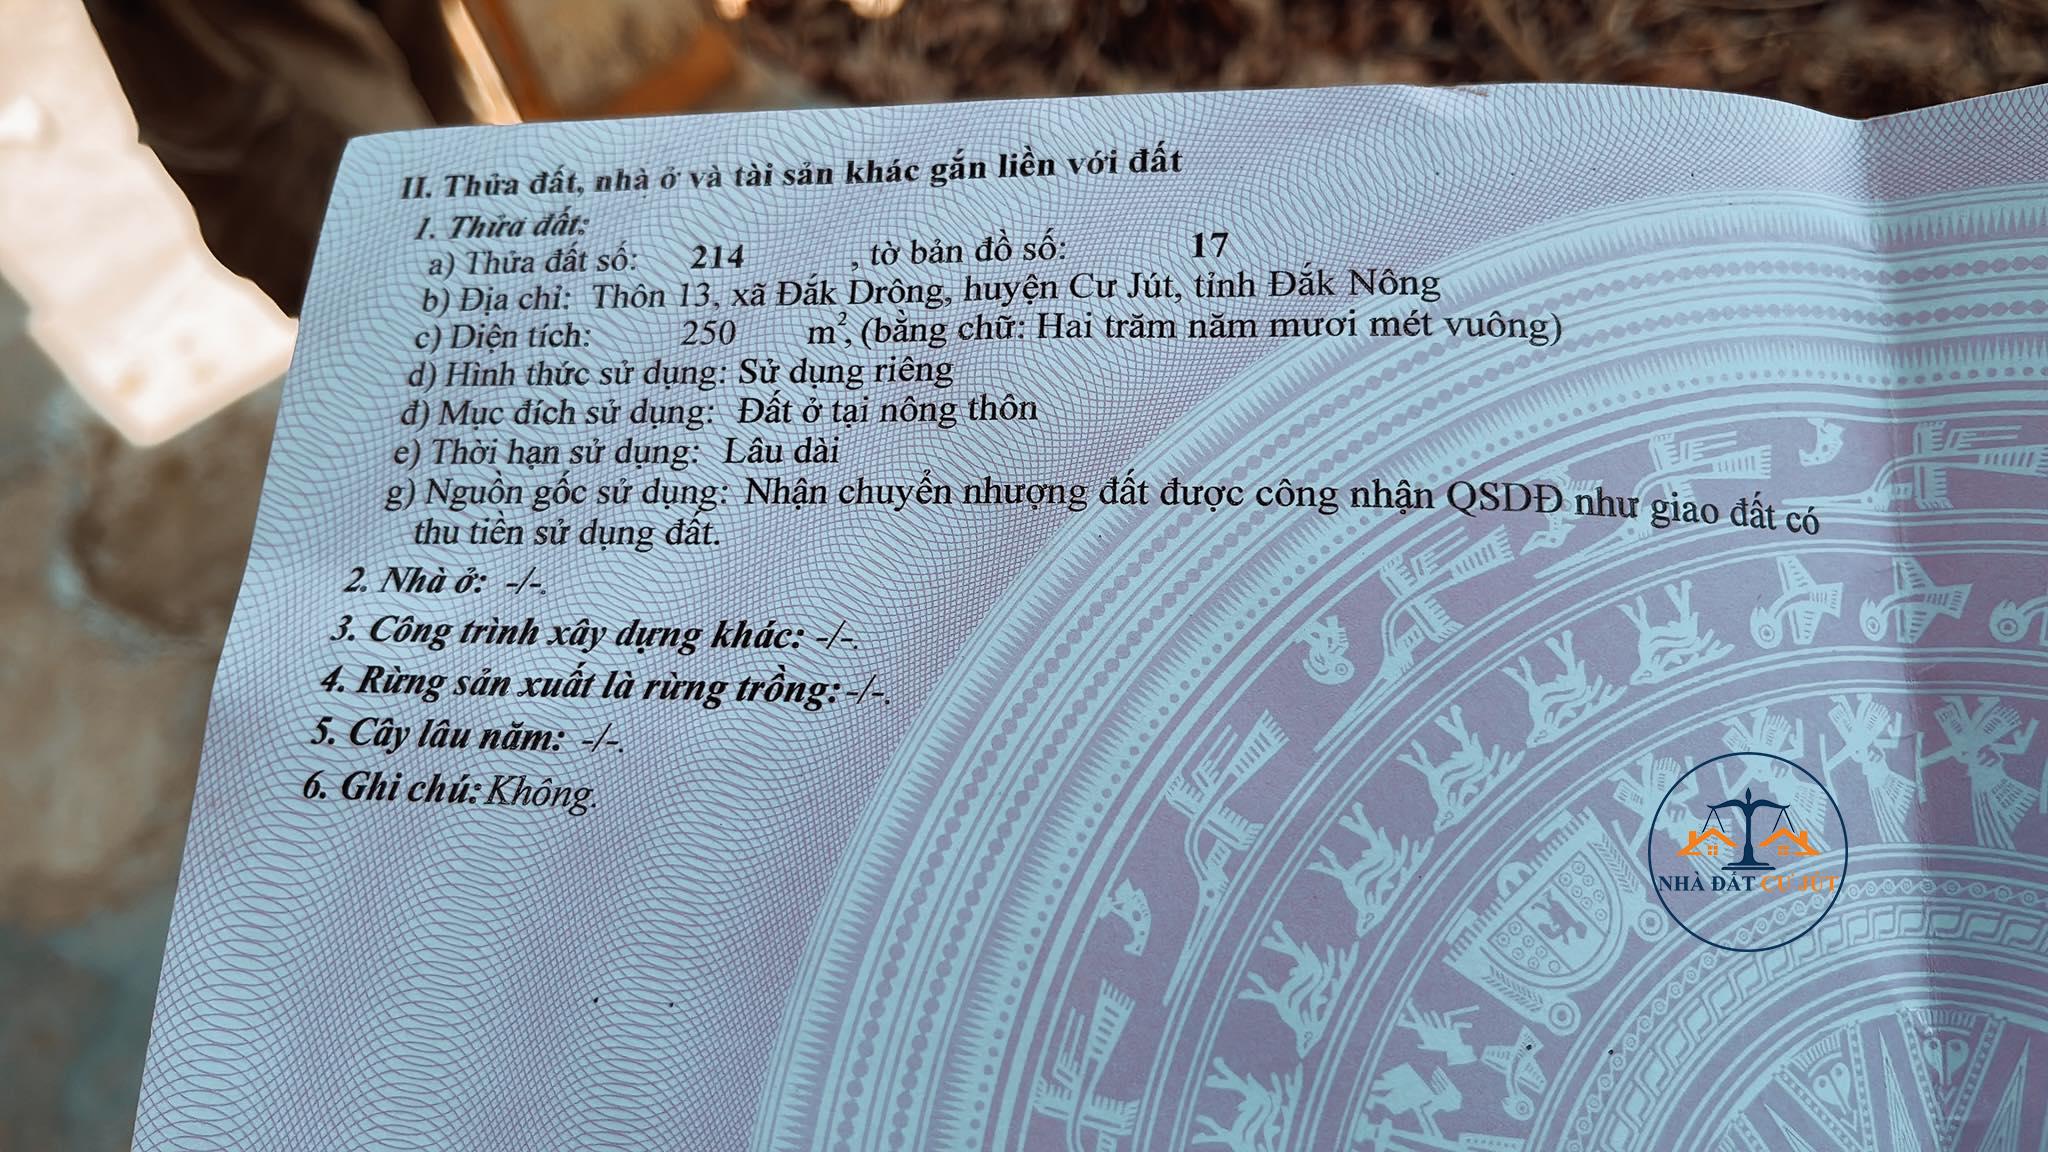 II. Thửa đất, nhà ở và tài sản khác gắn liền với đất
1. Thửa đất:
a) Thửa đất số: 214 , tờ bản đồ số: 17
b) Địa chỉ: Thôn 13, xã Đắk Drông, huyện Cư Jút, tỉnh Đắk Nông
c) Diện tích: 250 m², (bằng chữ: Hai trăm năm mươi mét vuông)
d) Hình thức sử dụng: Sử dụng riêng
đ) Mục đích sử dụng: Đất ở tại nông thôn
e) Thời hạn sử dụng: Lâu dài
g) Nguồn gốc sử dụng: Nhận chuyển nhượng đất được công nhận QSDĐ như giao đất có
thu tiền sử dụng đất.
2. Nhà ở: -/-.
3. Công trình xây dựng khác: -/-.
4. Rừng sản xuất là rừng trồng: -/-.
5. Cây lâu năm: -/-.
6. Ghi chú: Không.
NHÀ ĐẤT CƯ JÚT